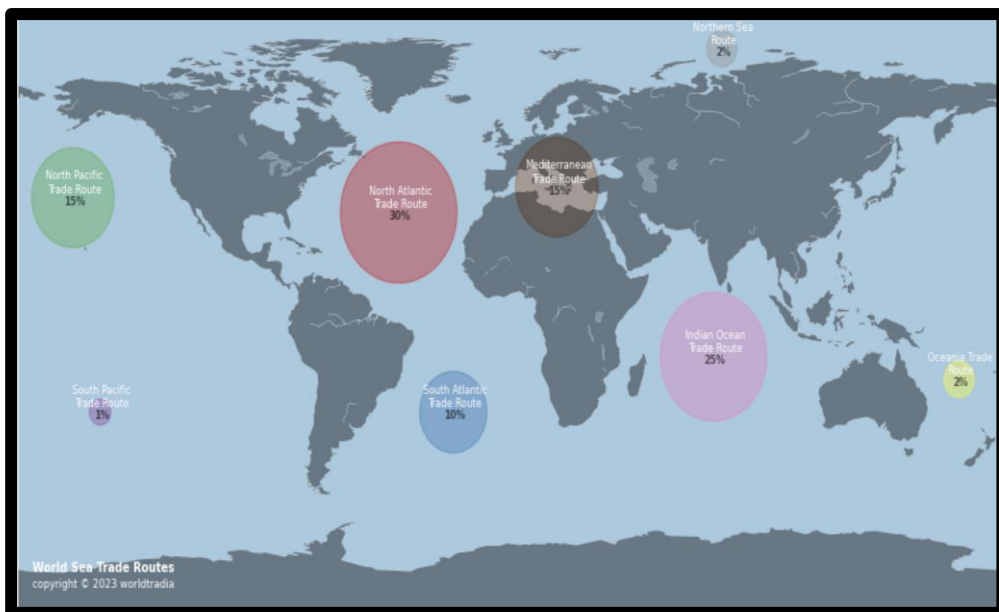 Northern Sea
Route
2%
North Pacific
Trade Route
15%
North Atlantic
Trade Route
30%
Mediterranean
Trade Route
15%
Indian Ocean
Trade Route
25%
Oceania Trade
Route
2%
South Pacific
Trade Route
1%
South Atlantic
Trade Route
10%
World Sea Trade Routes
copyright © 2023 worldtradia